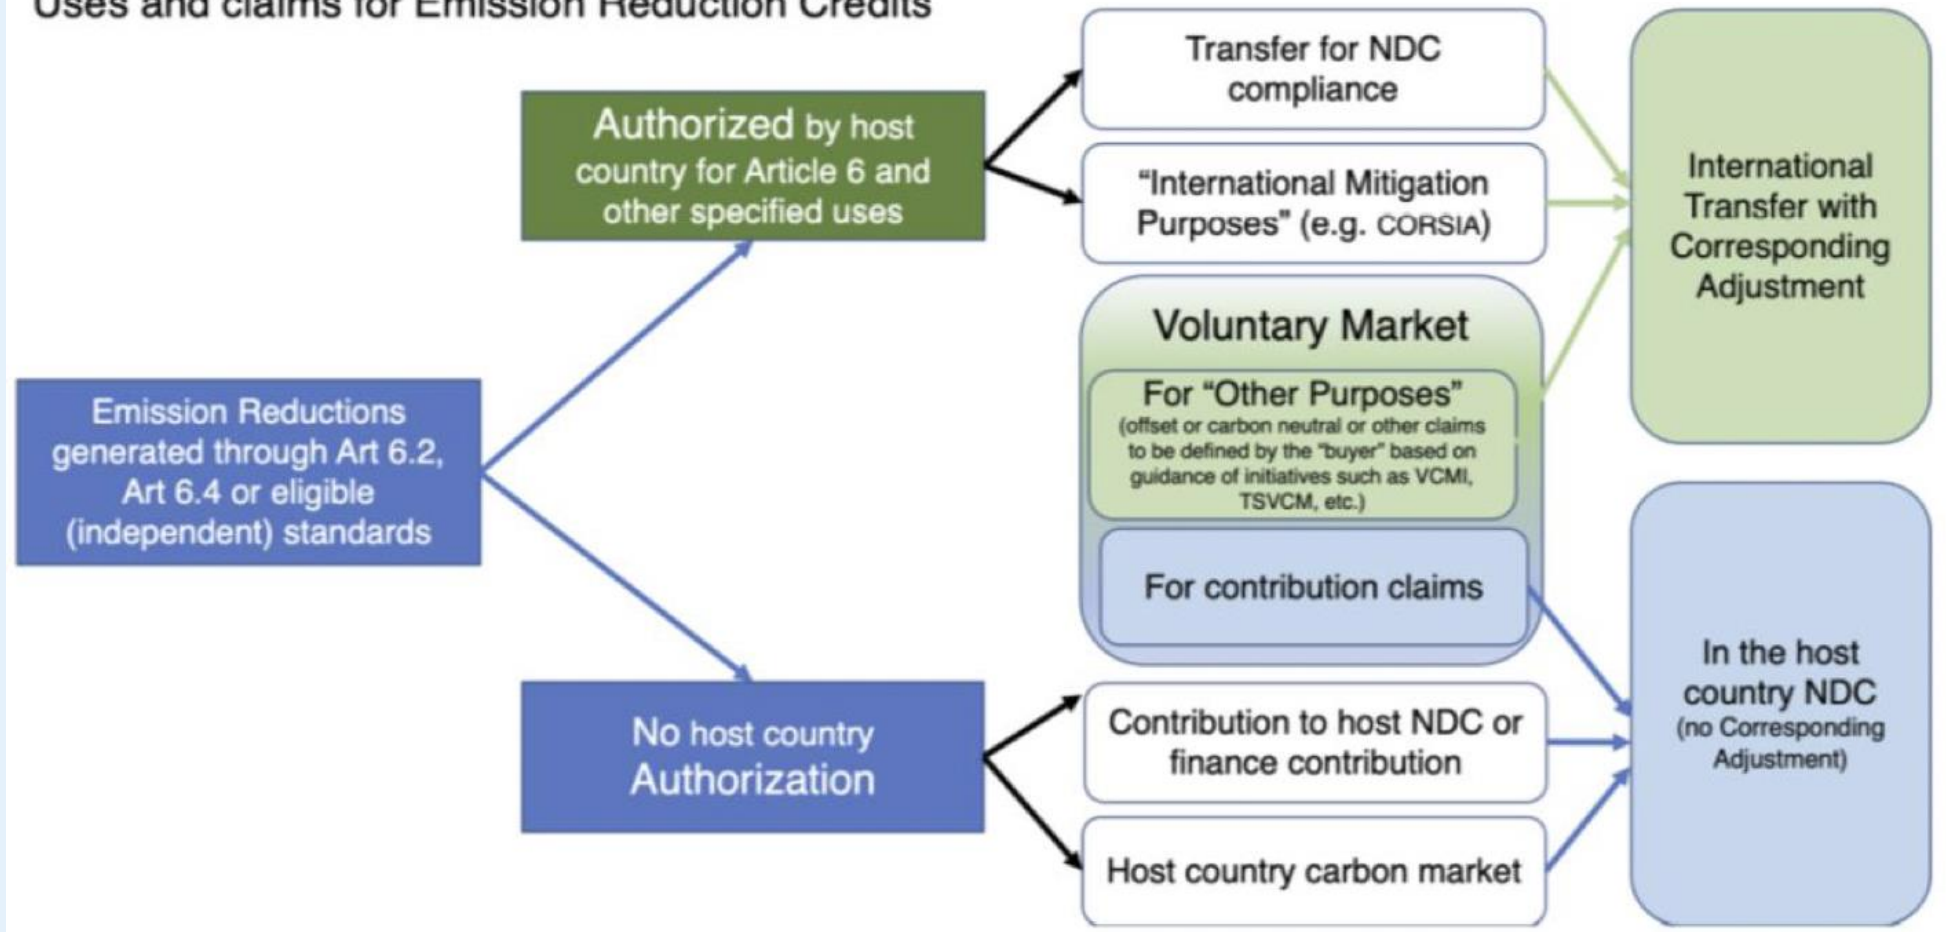 Uses and claims for Emission Reduction Credits
Emission Reductions
generated through Art 6.2,
Art 6.4 or eligible
(independent) standards
Authorized by host
country for Article 6 and
other specified uses
No host country
Authorization
Transfer for NDC
compliance
“International Mitigation
Purposes” (e.g. CORSIA)
Voluntary Market
For “Other Purposes”
(offset or carbon neutral or other claims
to be defined by the “buyer” based on
guidance of initiatives such as VCMI,
TSVCM, etc.)
For contribution claims
Contribution to host NDC or
finance contribution
Host country carbon market
International
Transfer with
Corresponding
Adjustment
In the host
country NDC
(no Corresponding
Adjustment)